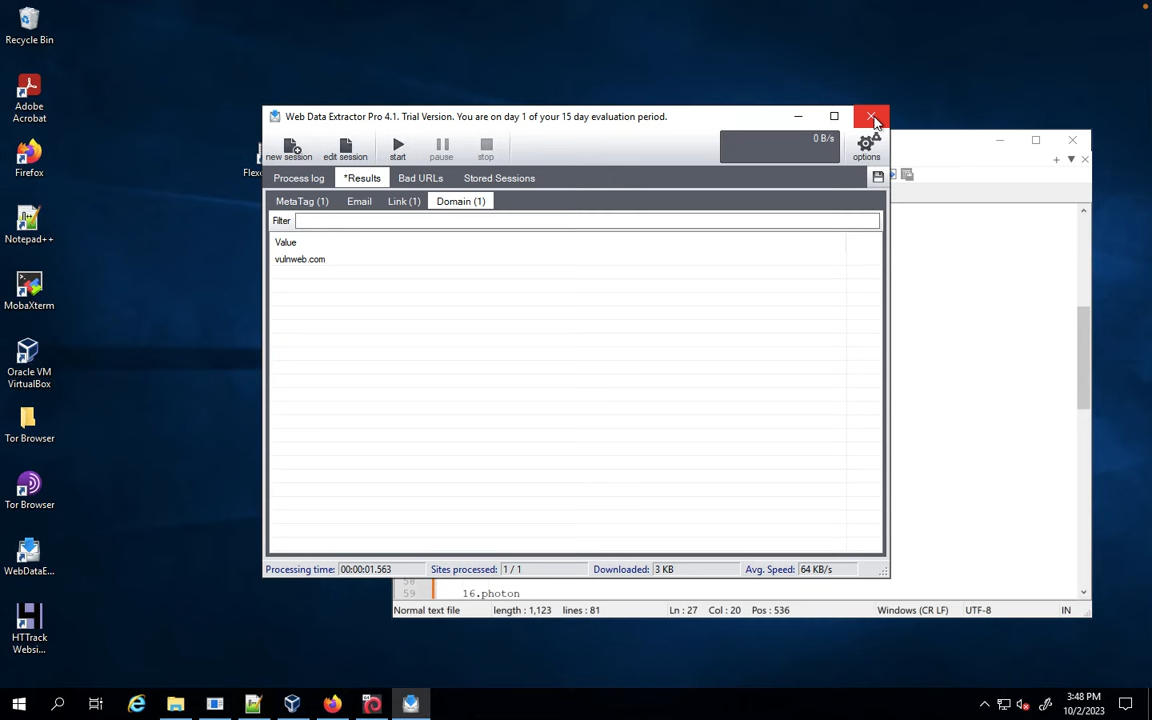 Recycle Bin
Adobe
Acrobat
Firefox
Notepad++
MobaXterm
Oracle VM
VirtualBox
Tor Browser
Tor Browser
WebDataE...
HTTrack
Websi...
Web Data Extractor Pro 4.1. Trial Version. You are on day 1 of your 15 day evaluation period.
new session
edit session
start
pause
stop
0 B/s
options
Process log
*Results
Bad URLs
Stored Sessions
MetaTag (1)
Email
Link (1)
Domain (1)
Filter
Value
vulnweb.com
Processing time:
00:00:01.563
Sites processed:
1 / 1
Downloaded:
3 KB
Avg. Speed:
64 KB/s
59
16.photon
Normal text file
length : 1,123
lines : 81
Ln : 27
Col : 20
Pos : 536
Windows (CR LF)
UTF-8
IN
3:48 PM
10/2/2023